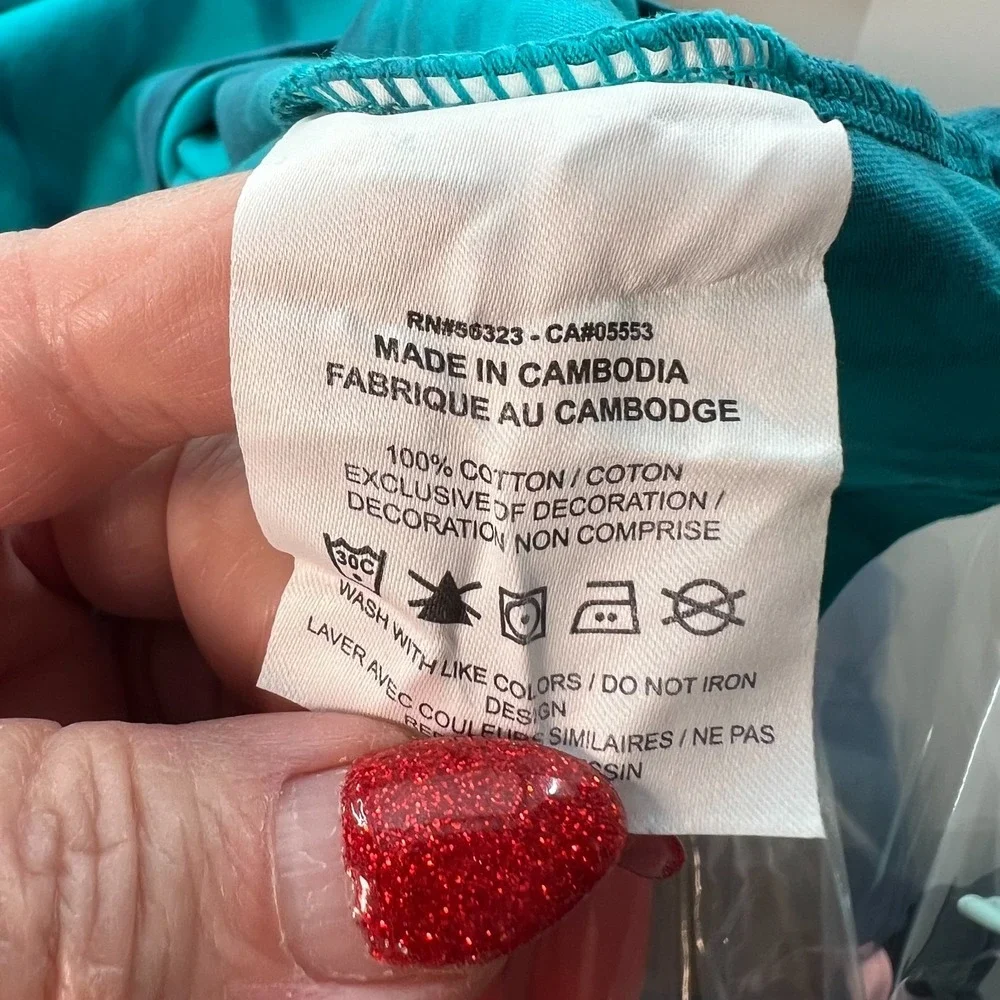 RN#56323 - CA#05553
MADE IN CAMBODIA
FABRIQUE AU CAMBODGE
100% COTTON / COTON
EXCLUSIVE OF DECORATION /
DECORATION NON COMPRISE
30C
WASH WITH LIKE COLORS / DO NOT IRON
DESIGN
LAVER AVEC COULEURS SIMILAIRES / NE PAS